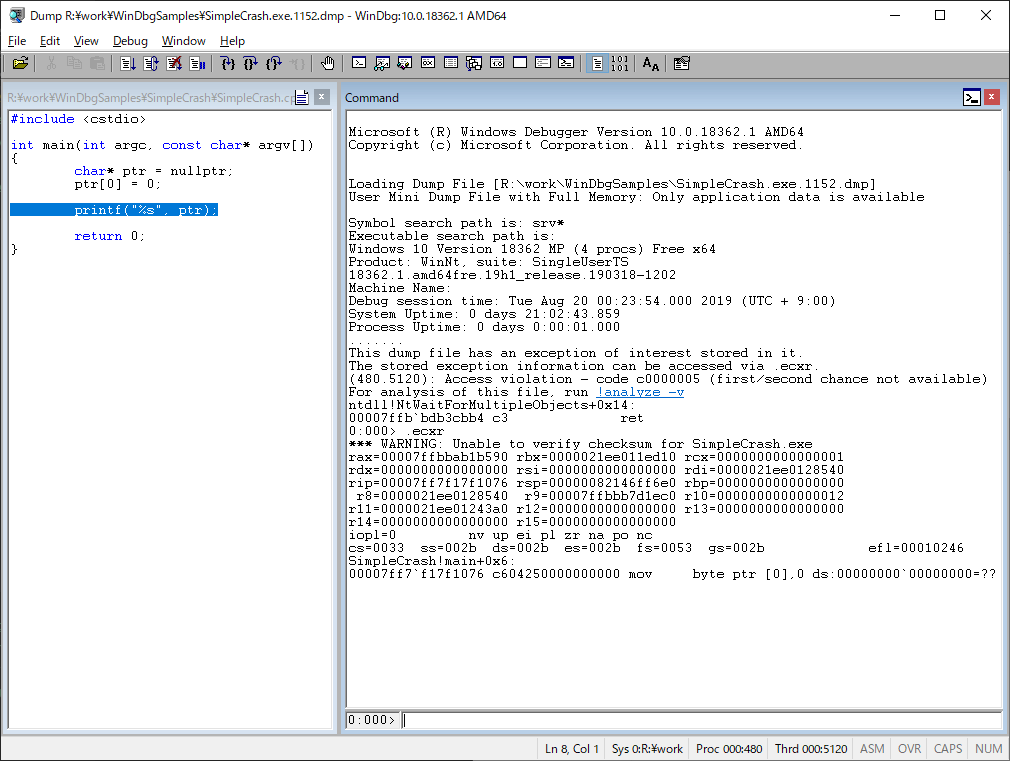 Dump R:¥work¥WinDbgSamples¥SimpleCrash.exe.1152.dmp - WinDbg:10.0.18362.1 AMD64
File Edit View Debug Window Help
R:¥work¥WinDbgSamples¥SimpleCrash¥SimpleCrash.cp
#include <cstdio>
int main(int argc, const char* argv[])
{
char* ptr = nullptr;
ptr[0] = 0;
printf("%s", ptr);
return 0;
}
Command
Microsoft (R) Windows Debugger Version 10.0.18362.1 AMD64
Copyright (c) Microsoft Corporation. All rights reserved.
Loading Dump File [R:\work\WinDbgSamples\SimpleCrash.exe.1152.dmp]
User Mini Dump File with Full Memory: Only application data is available
Symbol search path is: srv*
Executable search path is:
Windows 10 Version 18362 MP (4 procs) Free x64
Product: WinNt, suite: SingleUserTS
18362.1.amd64fre.19h1_release.190318-1202
Machine Name:
Debug session time: Tue Aug 20 00:23:54.000 2019 (UTC + 9:00)
System Uptime: 0 days 21:02:43.859
Process Uptime: 0 days 0:00:01.000
.......
This dump file has an exception of interest stored in it.
The stored exception information can be accessed via .ecxr.
(480.5120): Access violation - code c0000005 (first/second chance not available)
For analysis of this file, run !analyze -v
ntdll!NtWaitForMultipleObjects+0x14:
00007ffb`bdb3cbb4 c3 ret
0:000> .ecxr
*** WARNING: Unable to verify checksum for SimpleCrash.exe
rax=00007ffbbab1b590 rbx=0000021ee011ed10 rcx=0000000000000001
rdx=0000000000000000 rsi=0000000000000000 rdi=0000021ee0128540
rip=00007ff7f17f1076 rsp=00000082146ff6e0 rbp=0000000000000000
r8=0000021ee0128540 r9=00007ffbbb7d1ec0 r10=0000000000000012
r11=0000021ee01243a0 r12=0000000000000000 r13=0000000000000000
r14=0000000000000000 r15=0000000000000000
iopl=0 nv up ei pl zr na po nc
cs=0033 ss=002b ds=002b es=002b fs=0053 gs=002b efl=00010246
SimpleCrash!main+0x6:
00007ff7`f17f1076 c604250000000000 mov byte ptr [0],0 ds:00000000`00000000=??
0:000>
Ln 8, Col 1 Sys 0:R:¥work Proc 000:480 Thrd 000:5120 ASM OVR CAPS NUM